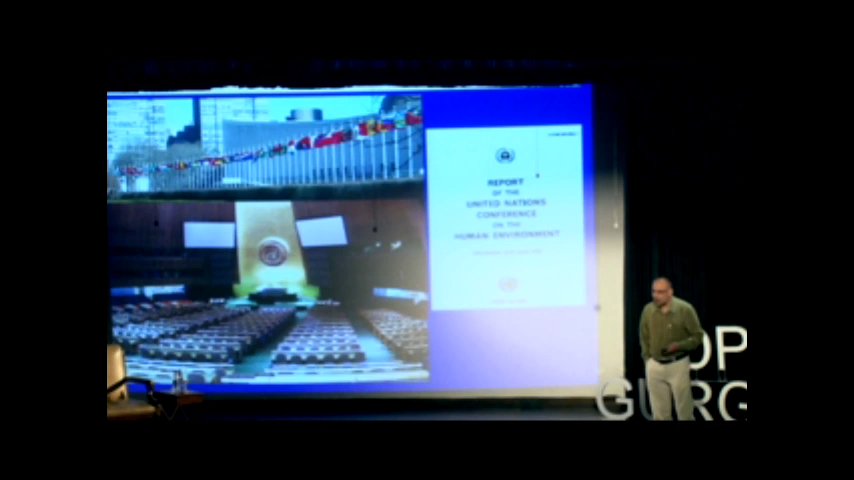 REPORT
OF THE
UNITED NATIONS
CONFERENCE
ON THE
HUMAN ENVIRONMENT
OP
GURG